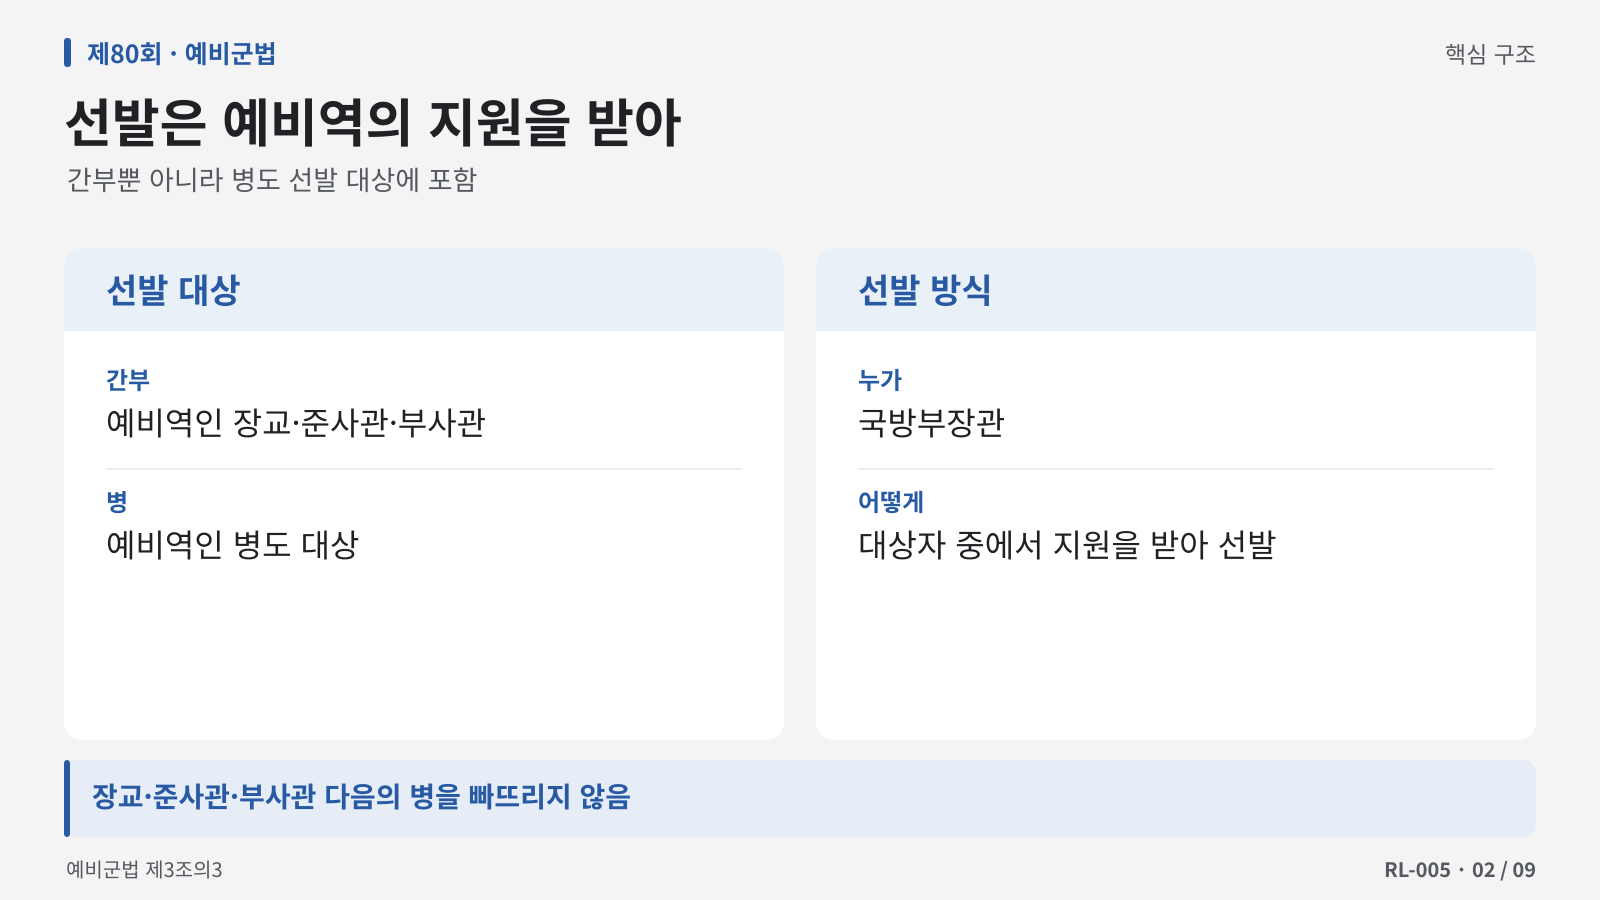 제80회 · 예비군법
핵심 구조
선발은 예비역의 지원을 받아
간부뿐 아니라 병도 선발 대상에 포함
선발 대상
간부
예비역인 장교·준사관·부사관
병
예비역인 병도 대상
선발 방식
누가
국방부장관
어떻게
대상자 중에서 지원을 받아 선발
장교·준사관·부사관 다음의 병을 빠뜨리지 않음
예비군법 제3조의3
RL-005 · 02 / 09